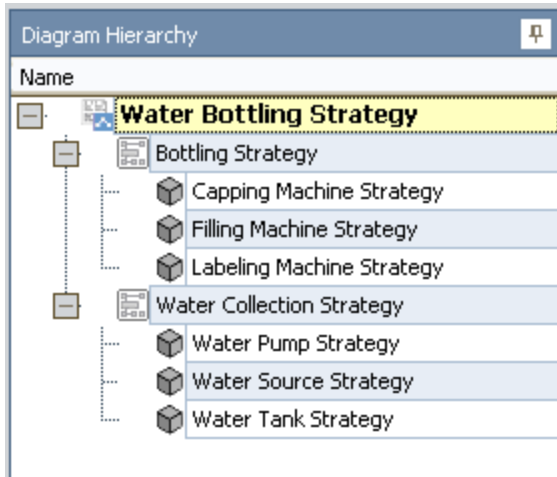 Diagram Hierarchy
Name
Water Bottling Strategy
Bottling Strategy
Capping Machine Strategy
Filling Machine Strategy
Labeling Machine Strategy
Water Collection Strategy
Water Pump Strategy
Water Source Strategy
Water Tank Strategy